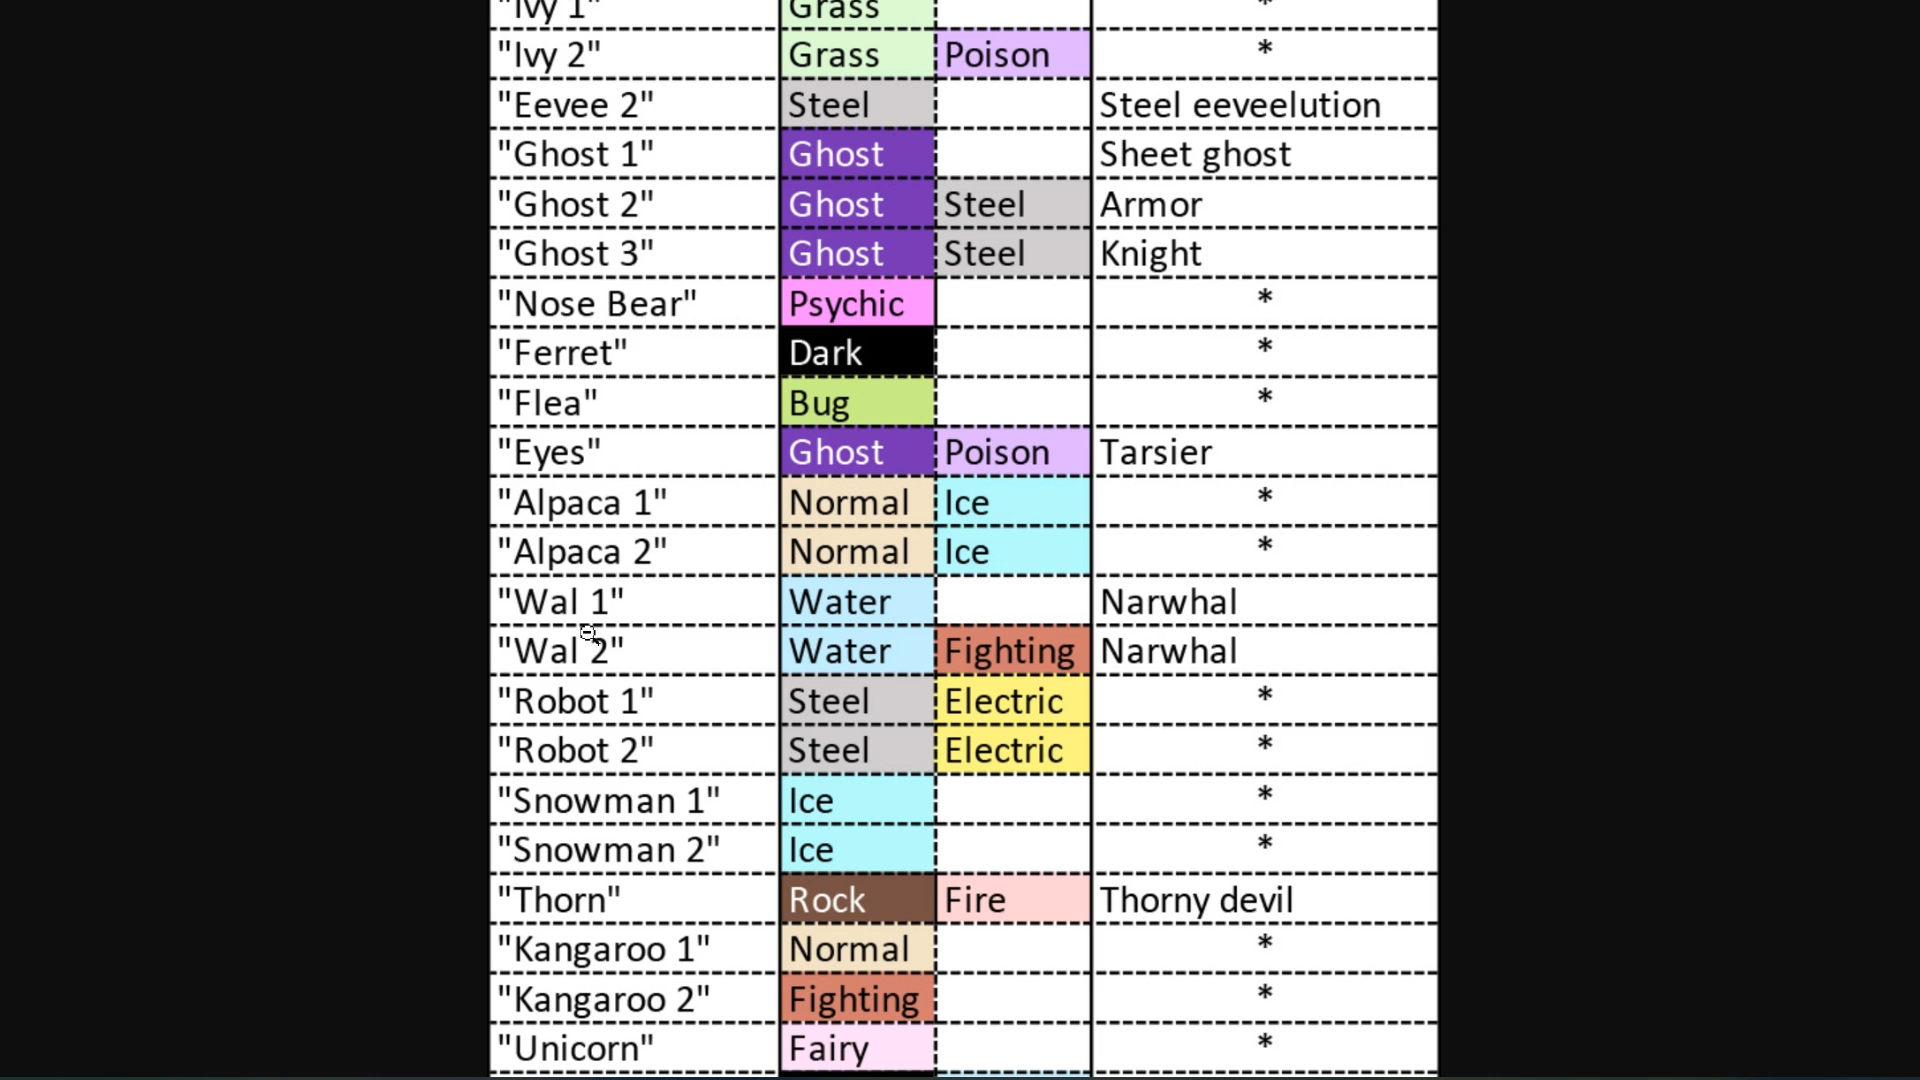 "Ivy 1" Grass *
"Ivy 2" Grass Poison *
"Eevee 2" Steel Steel eeveelution
"Ghost 1" Ghost Sheet ghost
"Ghost 2" Ghost Steel Armor
"Ghost 3" Ghost Steel Knight
"Nose Bear" Psychic *
"Ferret" Dark *
"Flea" Bug *
"Eyes" Ghost Poison Tarsier
"Alpaca 1" Normal Ice *
"Alpaca 2" Normal Ice *
"Wal 1" Water Narwhal
"Wal 2" Water Fighting Narwhal
"Robot 1" Steel Electric *
"Robot 2" Steel Electric *
"Snowman 1" Ice *
"Snowman 2" Ice *
"Thorn" Rock Fire Thorny devil
"Kangaroo 1" Normal *
"Kangaroo 2" Fighting *
"Unicorn" Fairy *